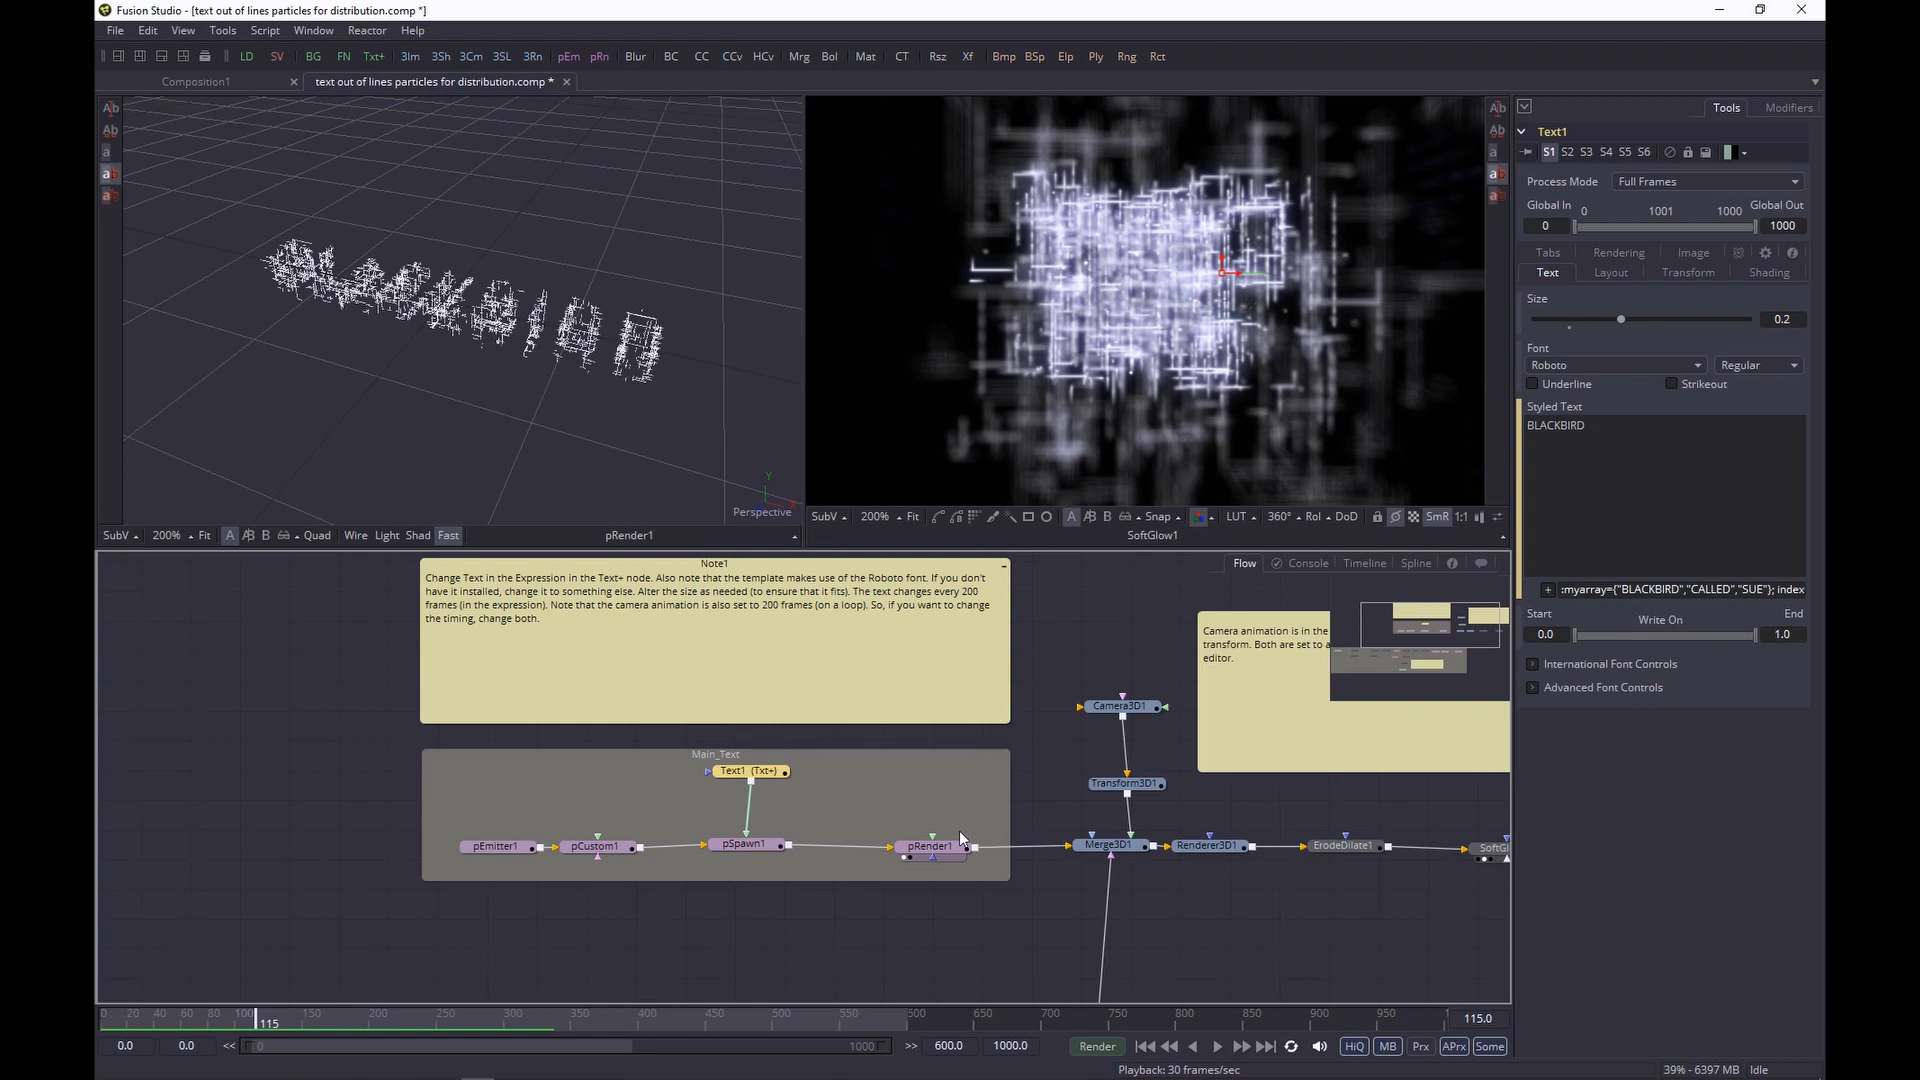 Fusion Studio - [text out of lines particles for distribution.comp *]
File Edit View Tools Script Window Reactor Help
LD SV BG FN Txt+ 3Im 3Sh 3Cm 3SL 3Rn pEm pRn Blur BC CC CCv HCv Mrg Bol Mat CT Rsz Xf Bmp BSp Elp Ply Rng Rct
Composition1
text out of lines particles for distribution.comp *
Perspective
SubV 200% Fit A B Quad Wire Light Shad Fast pRender1
SubV 200% Fit A B Snap LUT 360° RoI DoD SmR 1:1
SoftGlow1
Tools Modifiers
Text1
S1 S2 S3 S4 S5 S6
Process Mode Full Frames
Global In 0 1001 1000 Global Out
0 1000
Tabs Rendering Image
Text Layout Transform Shading
Size
0.2
Font
Roboto Regular
Underline Strikeout
Styled Text
BLACKBIRD
+ :myarray={"BLACKBIRD","CALLED","SUE"}; index
Start Write On End
0.0 1.0
International Font Controls
Advanced Font Controls
Flow Console Timeline Spline
Note1
Change Text in the Expression in the Text+ node. Also note that the template makes use of the Roboto font. If you don't
have it installed, change it to something else. Alter the size as needed (to ensure that it fits). The text changes every 200
frames (in the expression). Note that the camera animation is also set to 200 frames (on a loop). So, if you want to change
the timing, change both.
Camera animation is in the
transform. Both are set to a
editor.
Camera3D1
Transform3D1
Main_Text
Text1 (Txt+)
pEmitter1 pCustom1 pSpawn1 pRender1 Merge3D1 Renderer3D1 ErodeDilate1 SoftGl
0 20 40 60 80 100 115 150 200 250 300 350 400 450 500 550 600 650 700 750 800 850 900 950 1
115.0
0.0 0.0 << 0 1000 >> 600.0 1000.0 Render HiQ MB Prx APrx Some
Playback: 30 frames/sec
39% - 6397 MB Idle